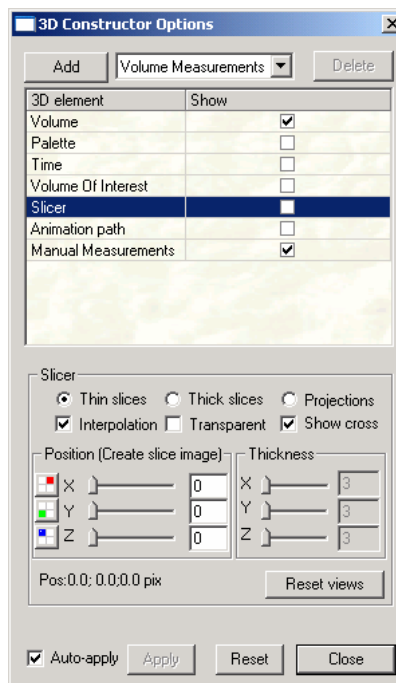 3D Constructor Options
Add Volume Measurements Delete
3D element Show
Volume
Palette
Time
Volume Of Interest
Slicer
Animation path
Manual Measurements
Slicer
Thin slices Thick slices Projections
Interpolation Transparent Show cross
Position (Create slice image) Thickness
X 0 X 3
Y 0 Y 3
Z 0 Z 3
Pos:0.0; 0.0;0.0 pix Reset views
Auto-apply Apply Reset Close